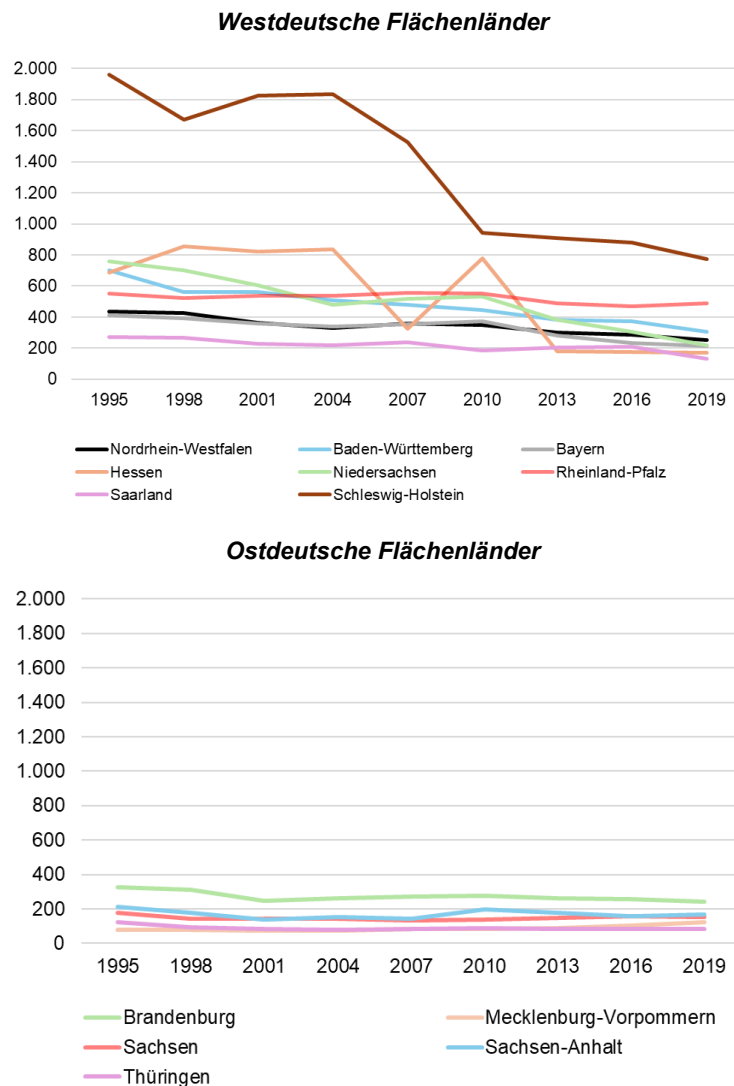 Westdeutsche Flächenländer
2.000
1.800
1.600
1.400
1.200
1.000
800
600
400
200
0
1995 1998 2001 2004 2007 2010 2013 2016 2019
Nordrhein-Westfalen Baden-Württemberg Bayern
Hessen Niedersachsen Rheinland-Pfalz
Saarland Schleswig-Holstein
Ostdeutsche Flächenländer
2.000
1.800
1.600
1.400
1.200
1.000
800
600
400
200
0
1995 1998 2001 2004 2007 2010 2013 2016 2019
Brandenburg Mecklenburg-Vorpommern
Sachsen Sachsen-Anhalt
Thüringen